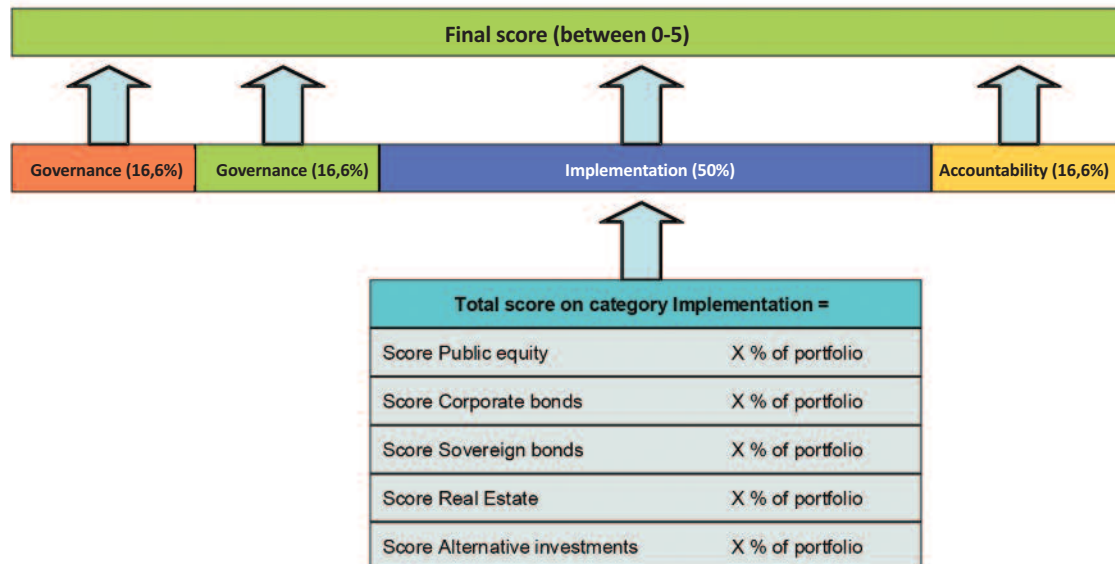 Final score (between 0-5)
Governance (16,6%)
Governance (16,6%)
Implementation (50%)
Accountability (16,6%)
Total score on category Implementation =
Score Public equity X % of portfolio
Score Corporate bonds X % of portfolio
Score Sovereign bonds X % of portfolio
Score Real Estate X % of portfolio
Score Alternative investments X % of portfolio